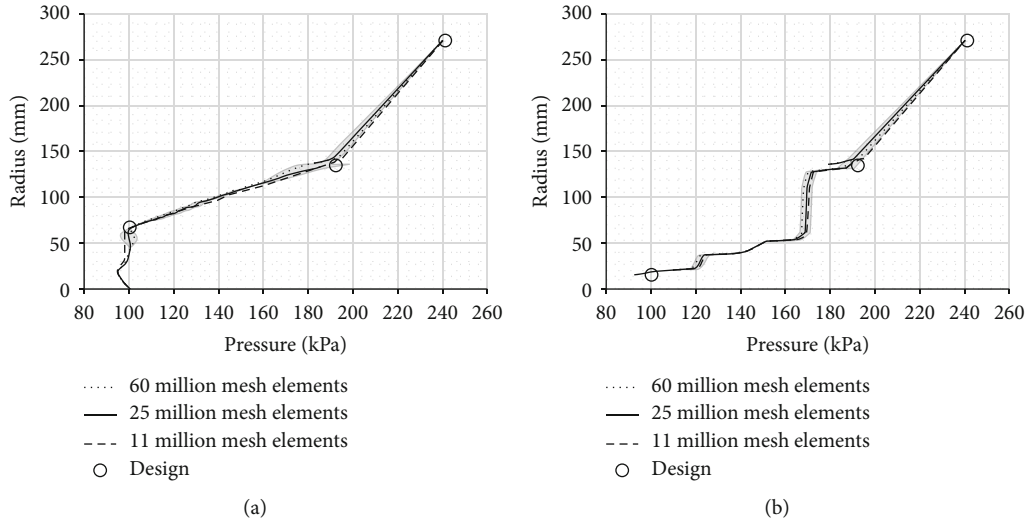 300
250
200
150
100
50
0
Radius (mm)
80 100 120 140 160 180 200 220 240 260
Pressure (kPa)
60 million mesh elements
25 million mesh elements
11 million mesh elements
Design
(a)
300
250
200
150
100
50
0
Radius (mm)
80 100 120 140 160 180 200 220 240 260
Pressure (kPa)
60 million mesh elements
25 million mesh elements
11 million mesh elements
Design
(b)